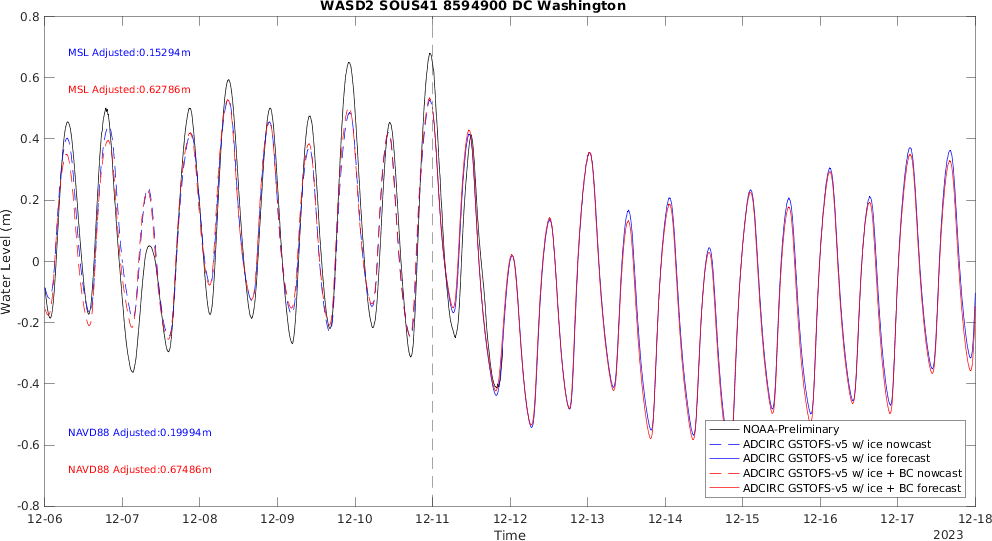 WASD2 SOUS41 8594900 DC Washington
0.8
0.6
0.4
0.2
0
-0.2
-0.4
-0.6
-0.8
Water Level (m)
MSL Adjusted:0.15294m
MSL Adjusted:0.62786m
NAVD88 Adjusted:0.19994m
NAVD88 Adjusted:0.67486m
NOAA-Preliminary
ADCIRC GSTOFS-v5 w/ ice nowcast
ADCIRC GSTOFS-v5 w/ ice forecast
ADCIRC GSTOFS-v5 w/ ice + BC nowcast
ADCIRC GSTOFS-v5 w/ ice + BC forecast
12-06 12-07 12-08 12-09 12-10 12-11 12-12 12-13 12-14 12-15 12-16 12-17 12-18
Time
2023